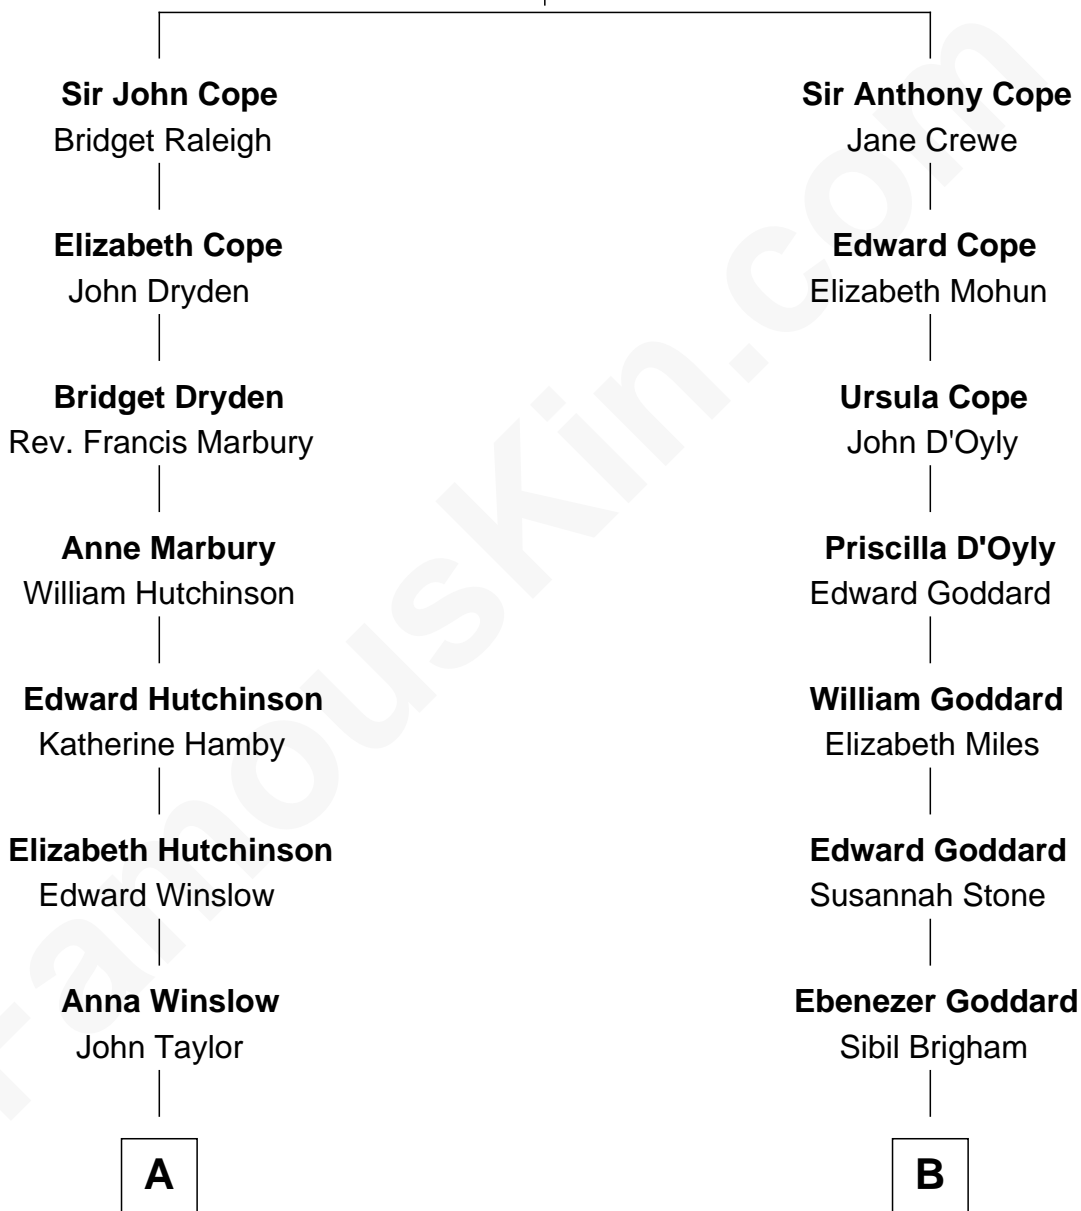 Sir John Cope
Bridget Raleigh
Elizabeth Cope
John Dryden
Bridget Dryden
Rev. Francis Marbury
Anne Marbury
William Hutchinson
Edward Hutchinson
Katherine Hamby
Elizabeth Hutchinson
Edward Winslow
Anna Winslow
John Taylor
A
Sir Anthony Cope
Jane Crewe
Edward Cope
Elizabeth Mohun
Ursula Cope
John D'Oyly
Priscilla D'Oyly
Edward Goddard
William Goddard
Elizabeth Miles
Edward Goddard
Susannah Stone
Ebenezer Goddard
Sibil Brigham
B
FamousKin.com